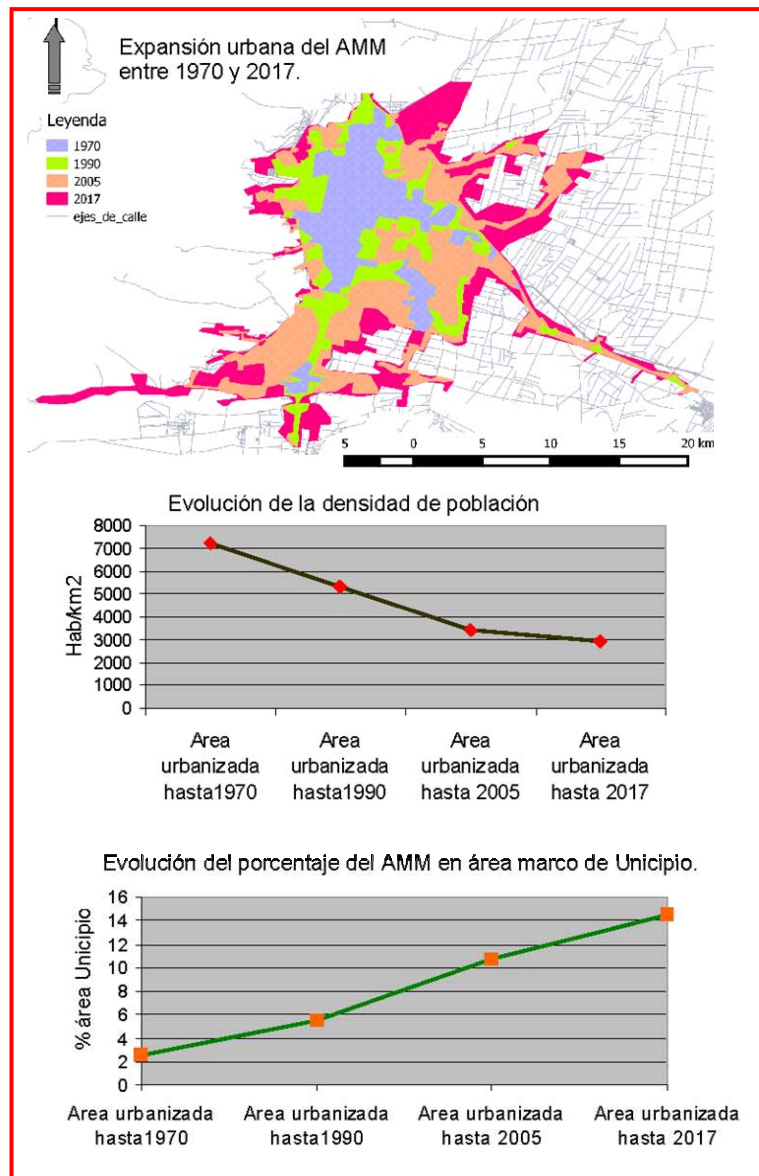 Expansión urbana del AMM
entre 1970 y 2017.
Leyenda
1970
1990
2005
2017
ejes_de_calle
5 0 5 10 15 20 km
Evolución de la densidad de población
8000
7000
6000
5000
4000
3000
2000
1000
0
Hab/km2
Area urbanizada hasta1970
Area urbanizada hasta1990
Area urbanizada hasta 2005
Area urbanizada hasta 2017
Evolución del porcentaje del AMM en área marco de Unicipio.
16
14
12
10
8
6
4
2
0
% área Unicipio
Area urbanizada hasta1970
Area urbanizada hasta1990
Area urbanizada hasta 2005
Area urbanizada hasta 2017